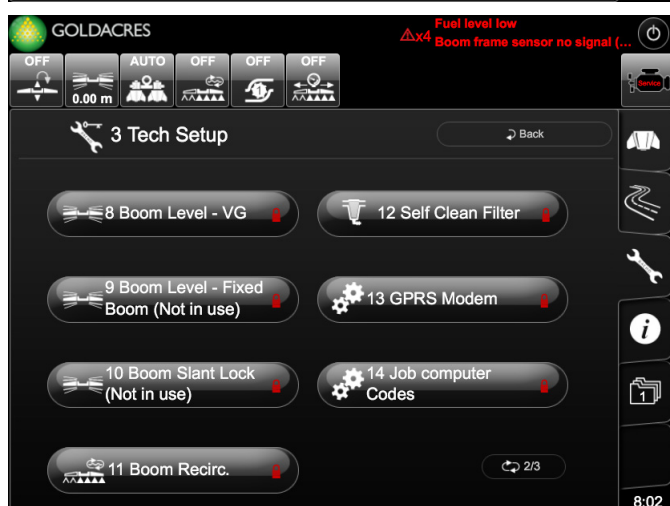 GOLDACRES
x4
Fuel level low
Boom frame sensor no signal (...
OFF
AUTO
OFF
OFF
OFF
0.00 m
Service
3 Tech Setup
Back
8 Boom Level - VG
12 Self Clean Filter
9 Boom Level - Fixed
Boom (Not in use)
13 GPRS Modem
10 Boom Slant Lock
(Not in use)
14 Job computer
Codes
11 Boom Recirc.
2/3
i
1
8:02